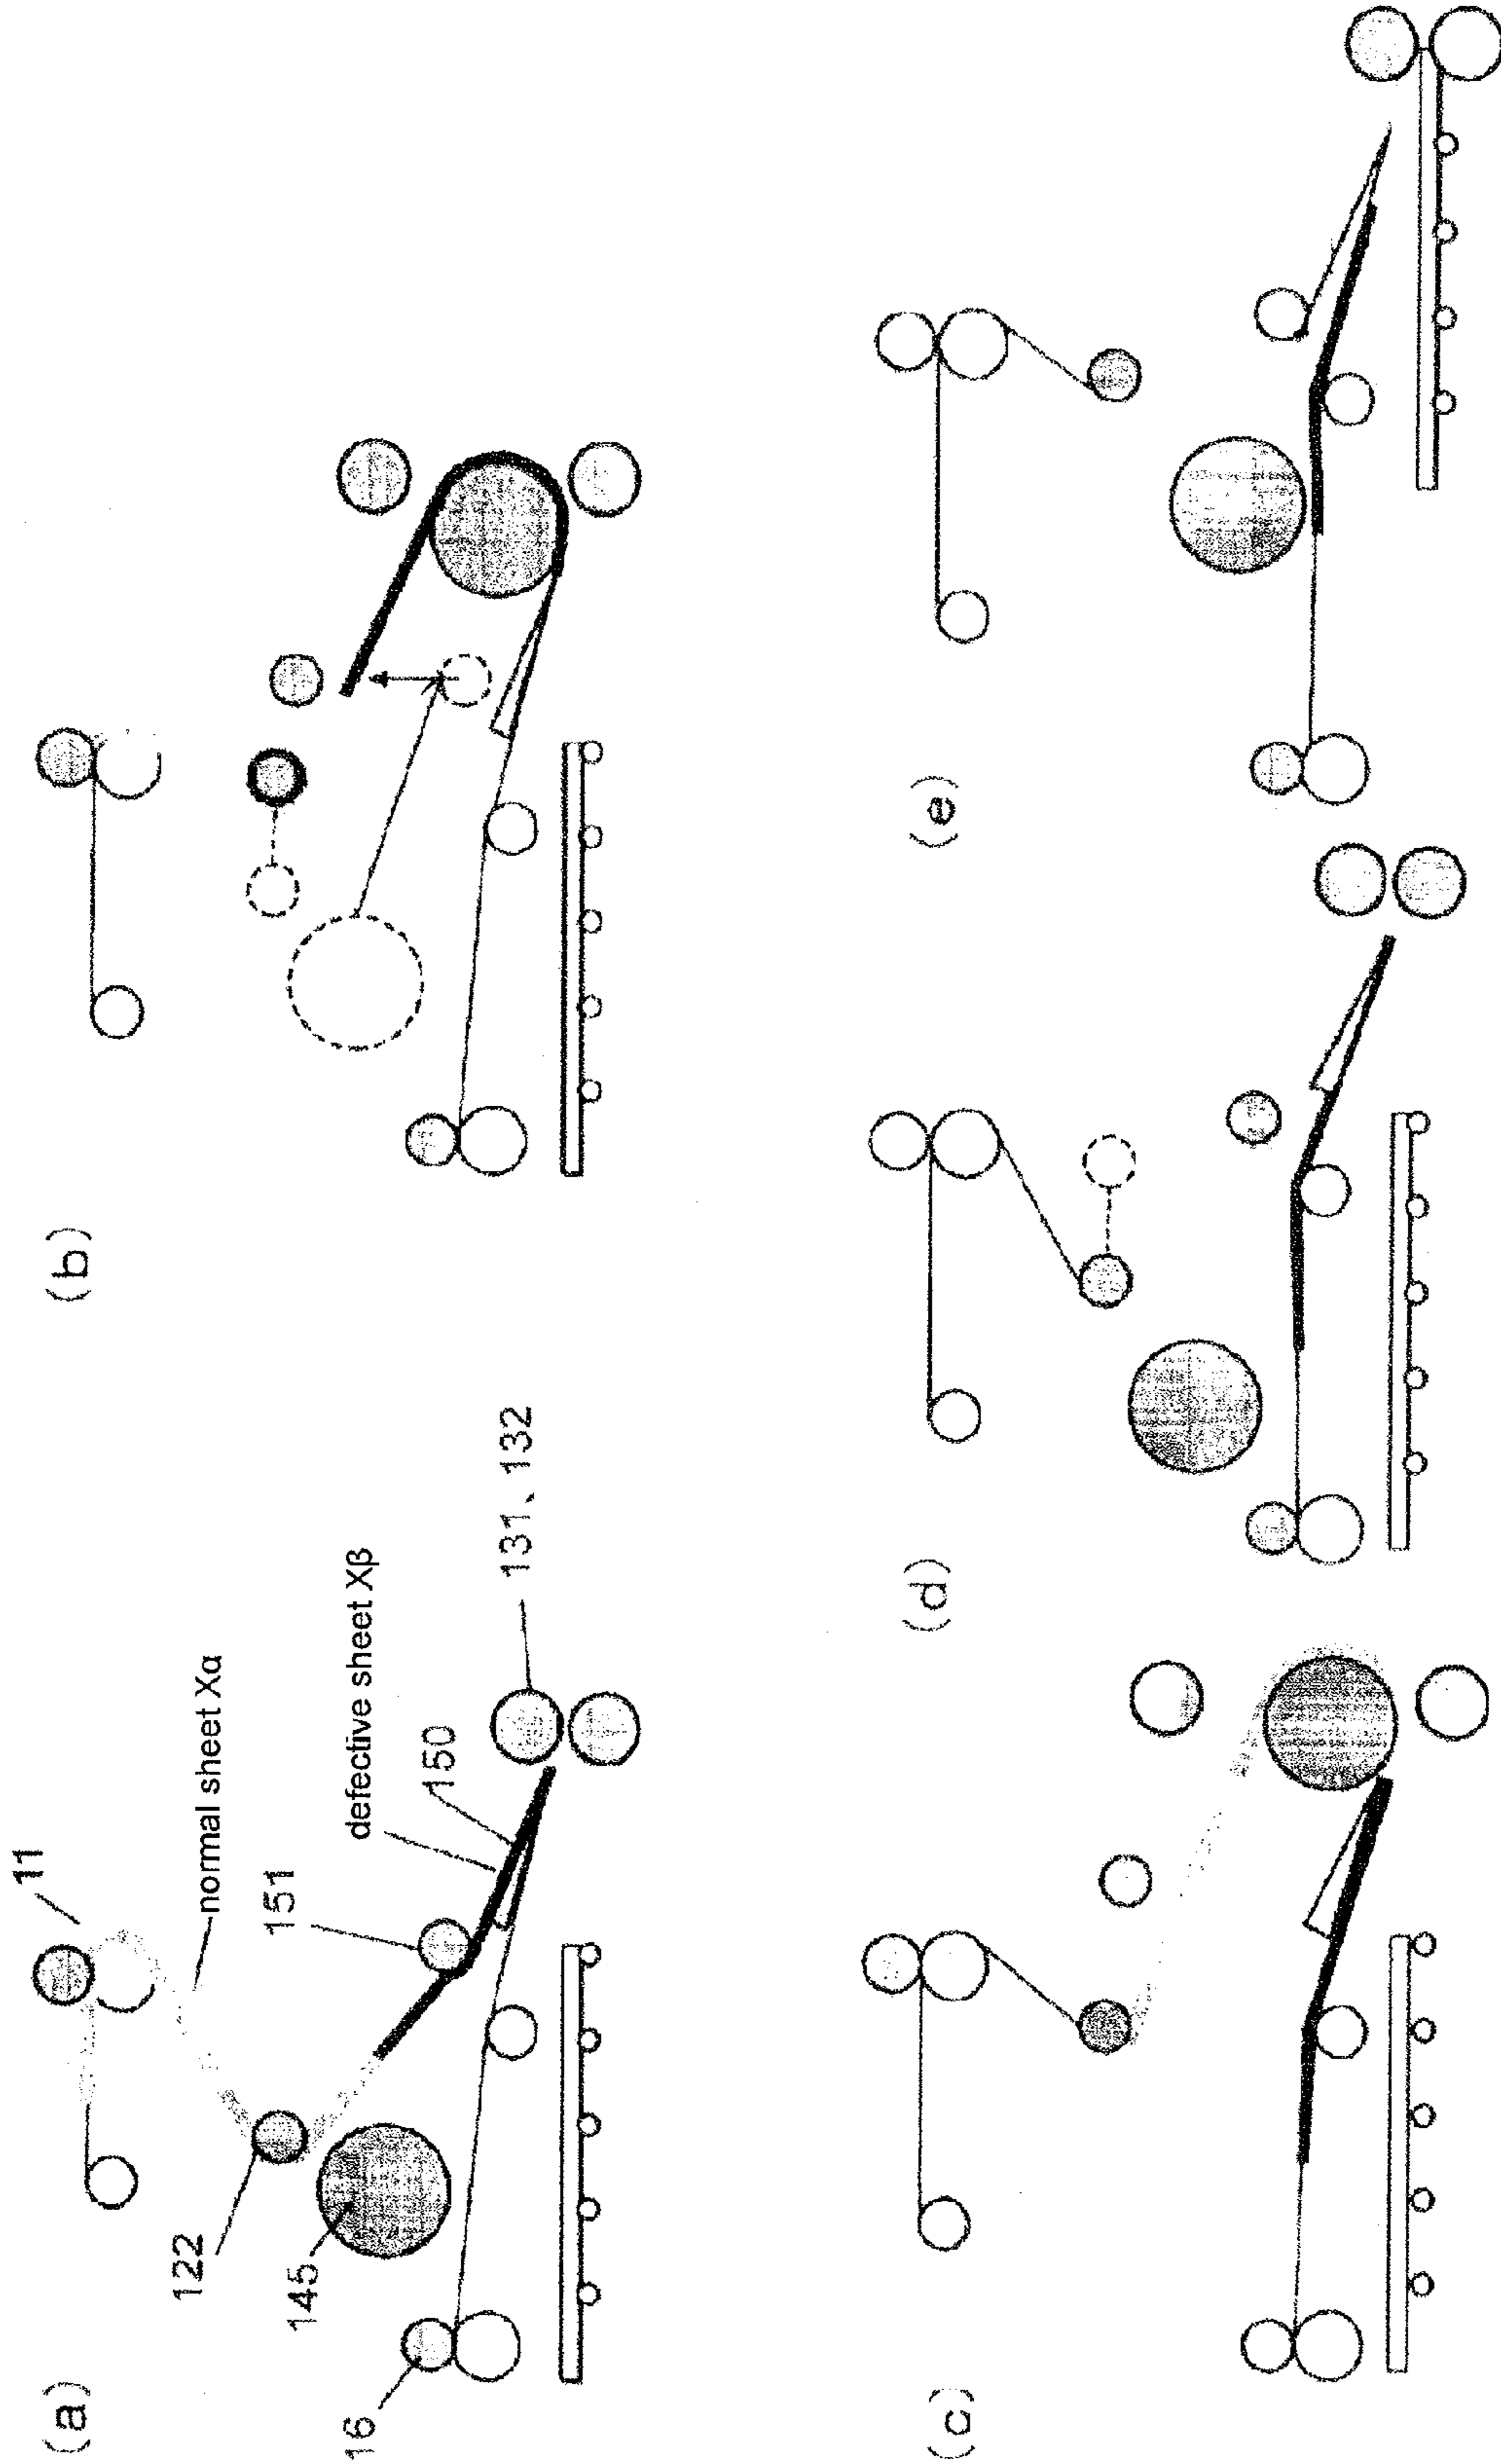 (a)
11
normal sheet Xα
122
151
145
defective sheet Xβ
150
131、132
16
(b)
(c)
(d)
(e)